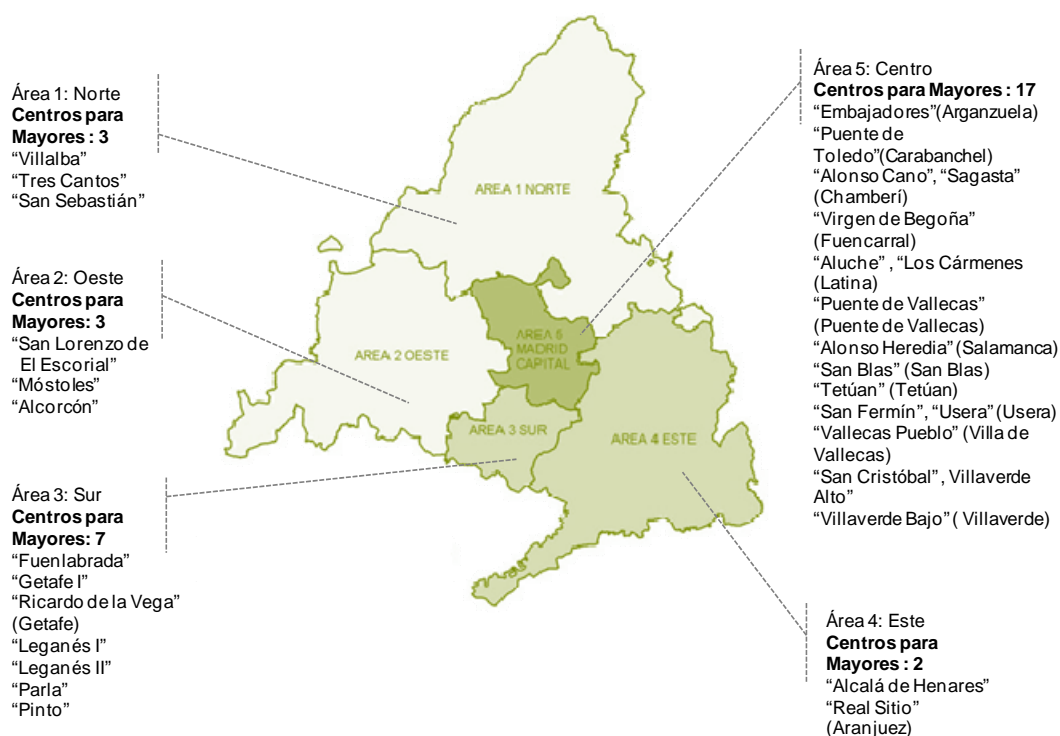 Área 1: Norte
Centros para
Mayores : 3
“Villalba”
“Tres Cantos”
“San Sebastián”
Área 2: Oeste
Centros para
Mayores: 3
“San Lorenzo de
El Escorial”
“Móstoles”
“Alcorcón”
Área 3: Sur
Centros para
Mayores: 7
“Fuenlabrada”
“Getafe I”
“Ricardo de la Vega”
(Getafe)
“Leganés I”
“Leganés II”
“Parla”
“Pinto”
AREA 1 NORTE
AREA 2 OESTE
AREA 5
MADRID
CAPITAL
AREA 3 SUR
AREA 4 ESTE
Área 5: Centro
Centros para Mayores : 17
“Embajadores”(Arganzuela)
“Puente de
Toledo”(Carabanchel)
“Alonso Cano”, “Sagasta”
(Chamberí)
“Virgen de Begoña”
(Fuencarral)
“Aluche” , “Los Cármenes
(Latina)
“Puente de Vallecas”
(Puente de Vallecas)
“Alonso Heredia” (Salamanca)
“San Blas” (San Blas)
“Tetúan” (Tetúan)
“San Fermín”, “Usera” (Usera)
“Vallecas Pueblo” (Villa de
Vallecas)
“San Cristóbal” , Villaverde
Alto”
“Villaverde Bajo” ( Villaverde)
Área 4: Este
Centros para
Mayores : 2
“Alcalá de Henares”
“Real Sitio”
(Aranjuez)